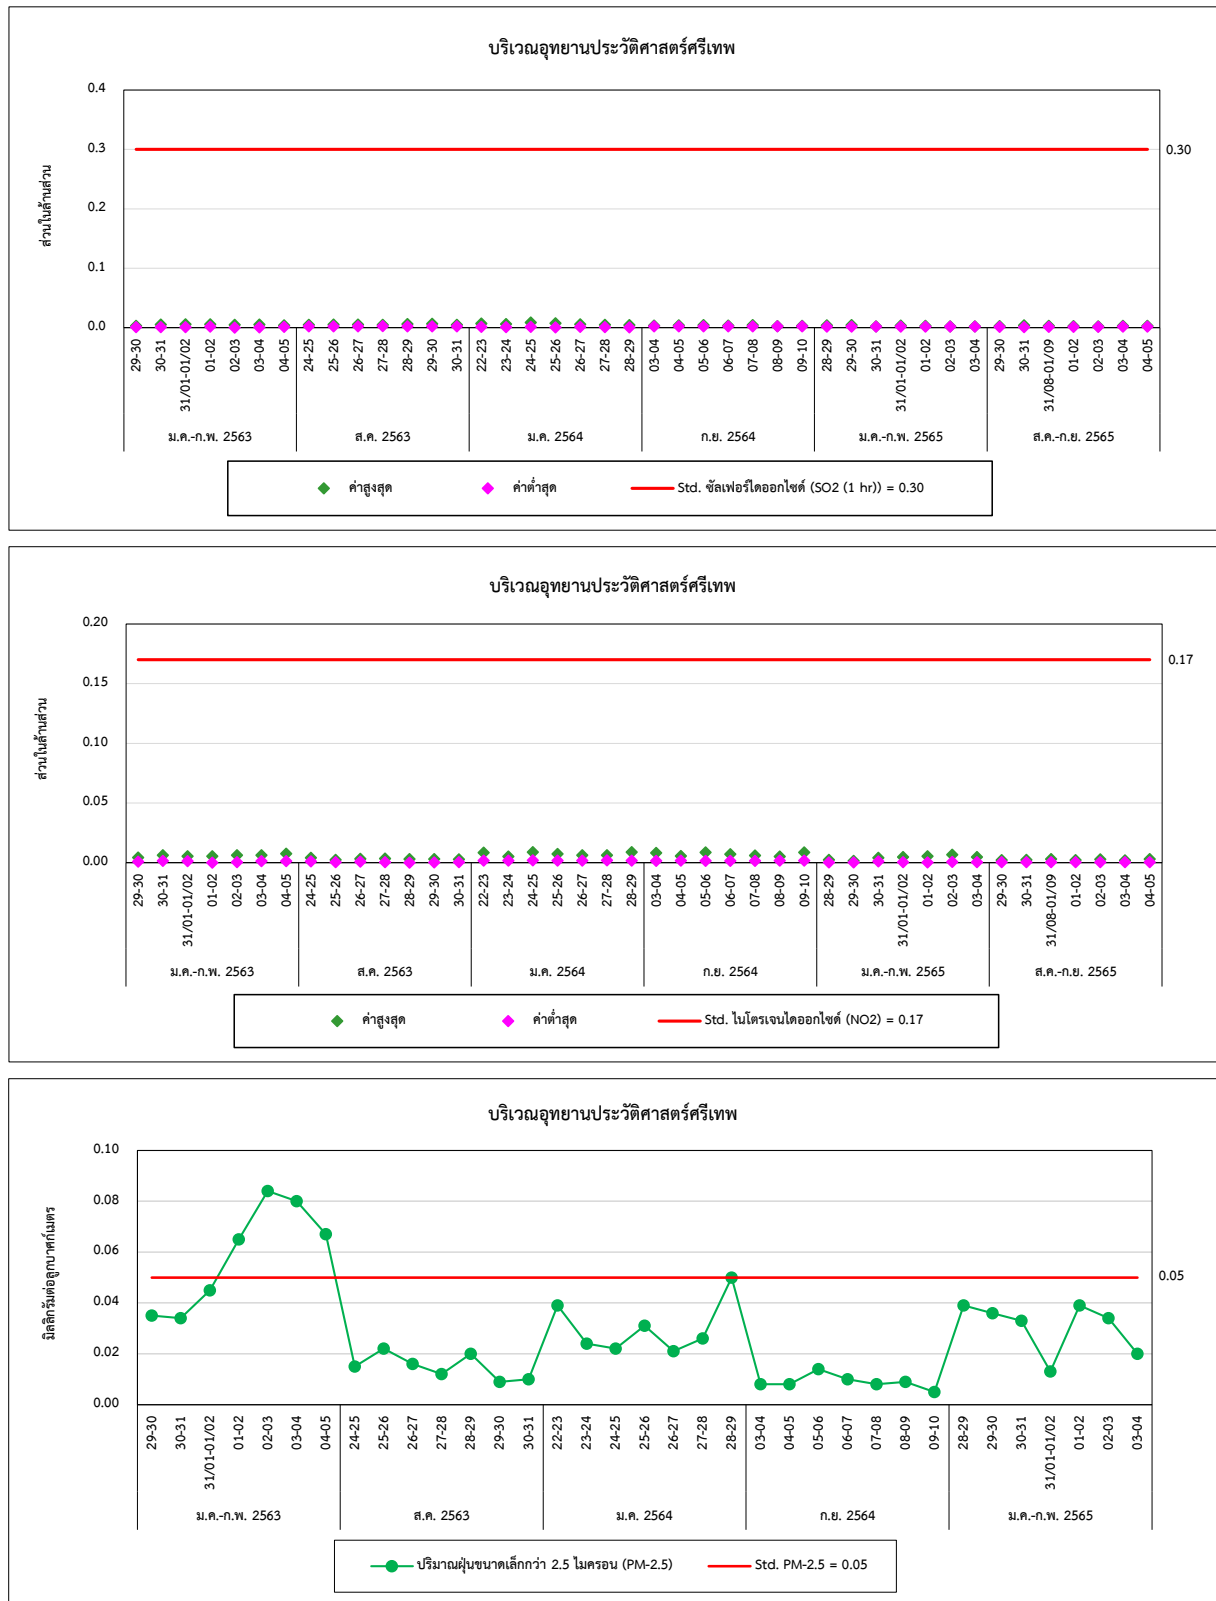 บริเวณอุทยานประวัติศาสตร์ศรีเทพ
0.4
0.3
0.2
0.1
0.0
ส่วนในล้านส่วน
0.30
29-30 30-31 31/01-01/02 01-02 02-03 03-04 04-05 24-25 25-26 26-27 27-28 28-29 29-30 30-31 22-23 23-24 24-25 25-26 26-27 27-28 28-29 03-04 04-05 05-06 06-07 07-08 08-09 09-10 28-29 29-30 30-31 31/01-01/02 01-02 02-03 03-04 29-30 30-31 31/08-01/09 01-02 02-03 03-04 04-05
ม.ค.-ก.พ. 2563 ส.ค. 2563 ม.ค 2564 ก.ย. 2564 ม.ค.-ก.พ. 2565 ส.ค.-ก.ย. 2565
ค่าสูงสุด ค่าต่ำสุด Std. ซัลเฟอร์ไดออกไซด์ (SO2 (1 hr)) = 0.30
บริเวณอุทยานประวัติศาสตร์ศรีเทพ
0.20
0.15
0.10
0.05
0.00
ส่วนในล้านส่วน
0.17
29-30 30-31 31/01-01/02 01-02 02-03 03-04 04-05 24-25 25-26 26-27 27-28 28-29 29-30 30-31 22-23 23-24 24-25 25-26 26-27 27-28 28-29 03-04 04-05 05-06 06-07 07-08 08-09 09-10 28-29 29-30 30-31 31/01-01/02 01-02 02-03 03-04 29-30 30-31 31/08-01/09 01-02 02-03 03-04 04-05
ม.ค.-ก.พ. 2563 ส.ค. 2563 ม.ค 2564 ก.ย. 2564 ม.ค.-ก.พ. 2565 ส.ค.-ก.ย. 2565
ค่าสูงสุด ค่าต่ำสุด Std. ไนโตรเจนไดออกไซด์ (NO2) = 0.17
บริเวณอุทยานประวัติศาสตร์ศรีเทพ
0.10
0.08
0.06
0.04
0.02
0.00
มิลลิกรัมต่อลูกบาศก์เมตร
0.05
29-30 30-31 31/01-01/02 01-02 02-03 03-04 04-05 24-25 25-26 26-27 27-28 28-29 29-30 30-31 22-23 23-24 24-25 25-26 26-27 27-28 28-29 03-04 04-05 05-06 06-07 07-08 08-09 09-10 28-29 29-30 30-31 31/01-01/02 01-02 02-03 03-04
ม.ค.-ก.พ. 2563 ส.ค. 2563 ม.ค 2564 ก.ย. 2564 ม.ค.-ก.พ. 2565
ปริมาณฝุ่นขนาดเล็กกว่า 2.5 ไมครอน (PM-2.5) Std. PM-2.5 = 0.05